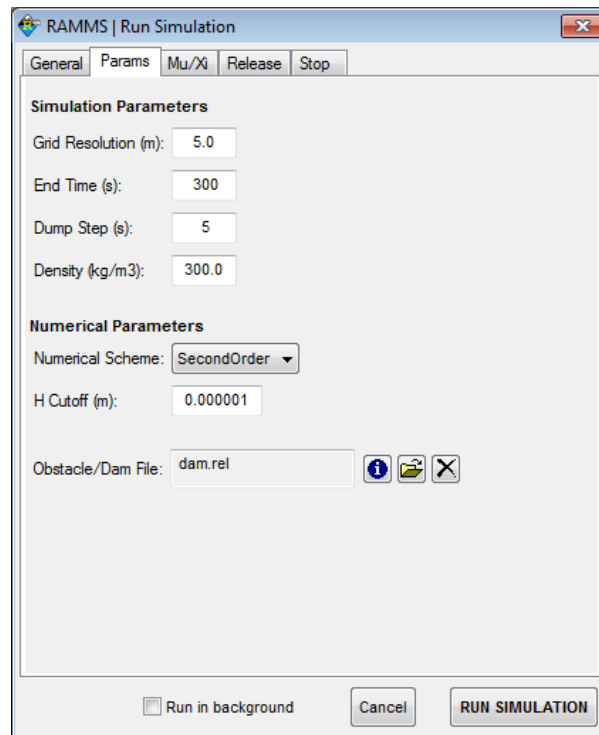 RAMMS | Run Simulation
General Params Mu/Xi Release Stop
Simulation Parameters
Grid Resolution (m): 5.0
End Time (s): 300
Dump Step (s): 5
Density (kg/m3): 300.0
Numerical Parameters
Numerical Scheme: SecondOrder
H Cutoff (m): 0.000001
Obstacle/Dam File: dam.rel
Run in background Cancel RUN SIMULATION